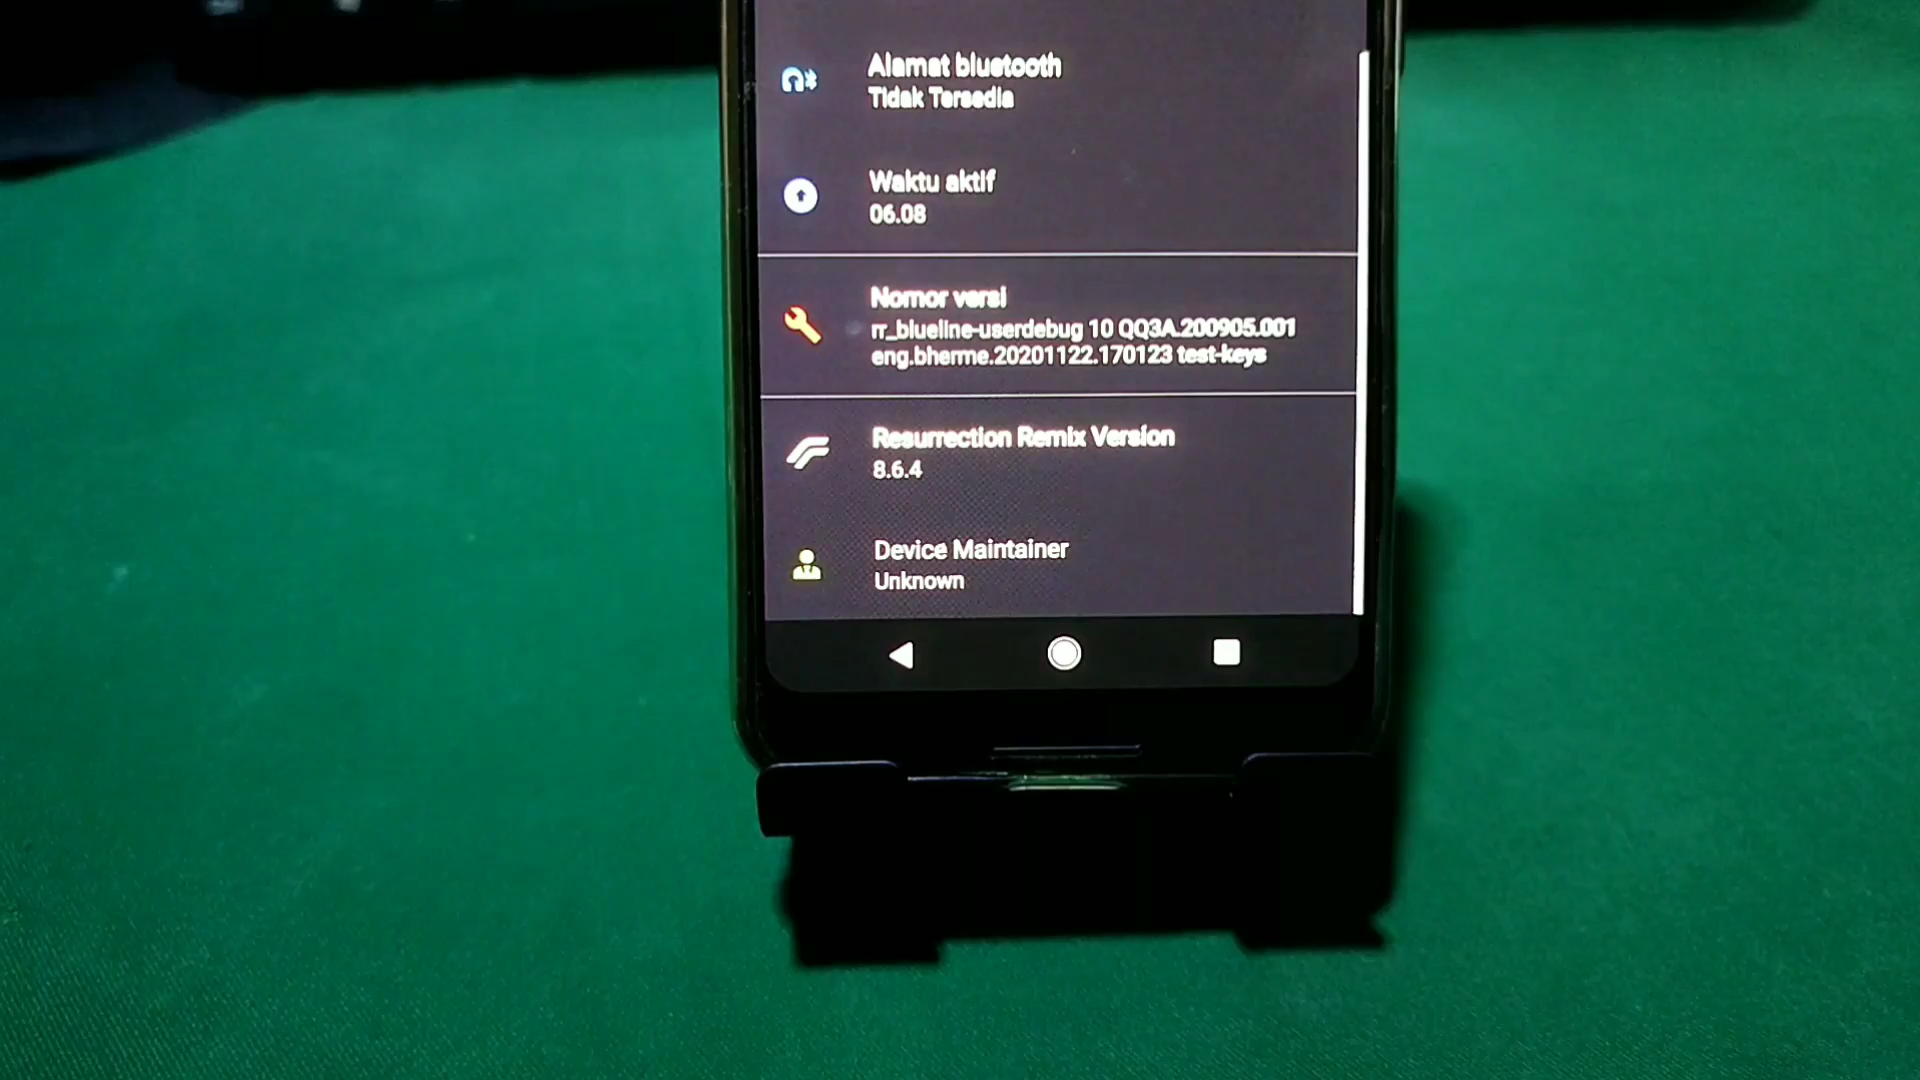 Alamat bluetooth
Tidak Tersedia
Waktu aktif
06.08
Nomor versi
rr_blueline-userdebug 10 QQ3A.200905.001
eng.bherme.20201122.170123 test-keys
Resurrection Remix Version
8.6.4
Device Maintainer
Unknown